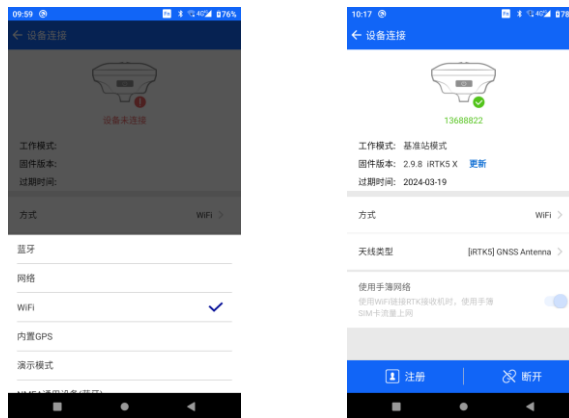 09:59
76%
设备连接
设备未连接
工作模式:
固件版本:
过期时间:
方式 WiFi
蓝牙
网络
WiFi
内置GPS
演示模式
10:17
设备连接
13688822
工作模式: 基准站模式
固件版本: 2.9.8 iRTK5 X 更新
过期时间: 2024-03-19
方式 WiFi
天线类型 [iRTK5] GNSS Antenna
使用手簿网络
使用WiFi链接RTK接收机时，使用手簿
SIM卡流量上网
注册 断开